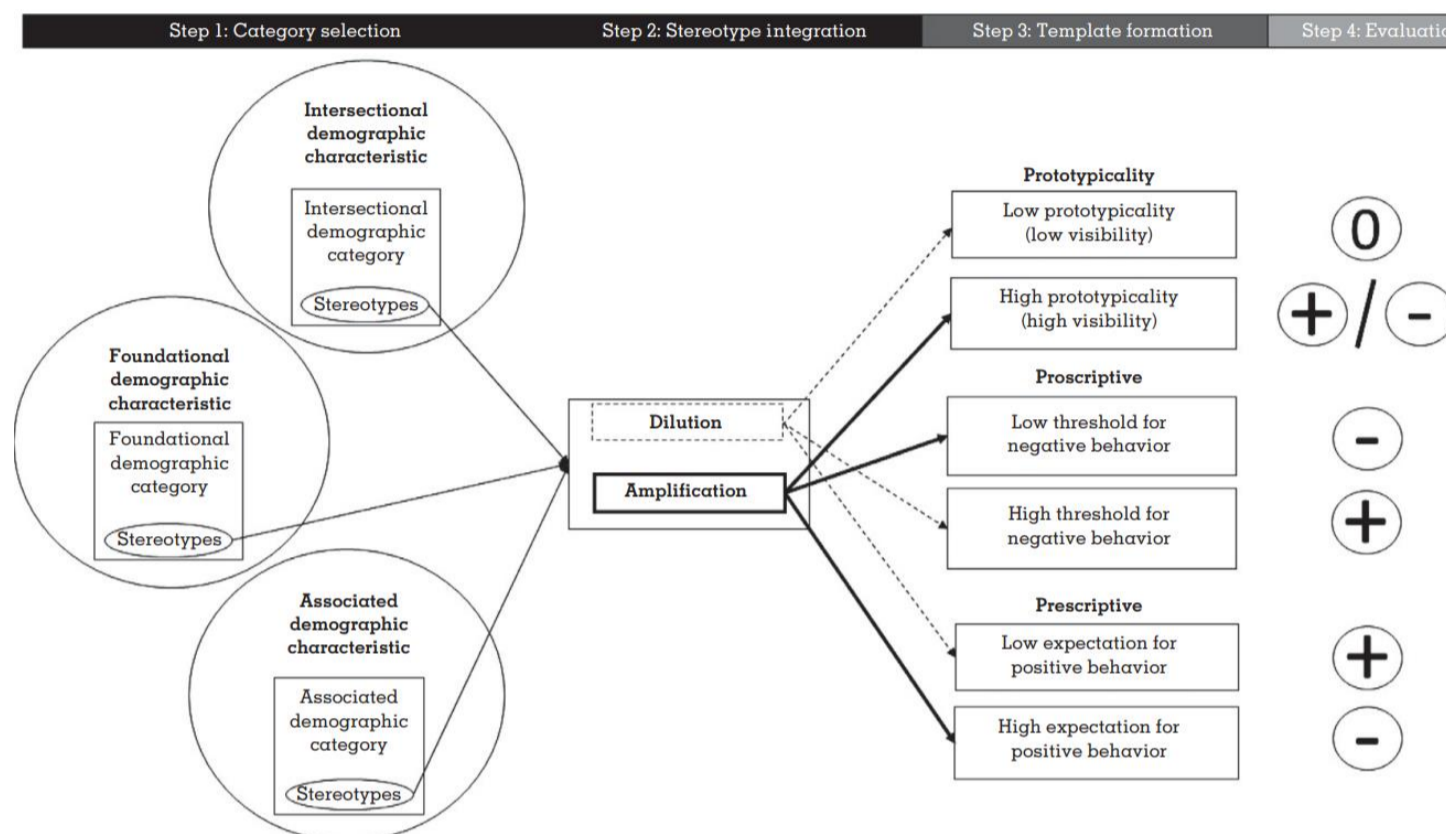 Step 1: Category selection
Step 2: Stereotype integration
Step 3: Template formation
Step 4: Evaluatio
Intersectional
demographic
characteristic
Intersectional
demographic
category
Stereotypes
Foundational
demographic
characteristic
Foundational
demographic
category
Stereotypes
Associated
demographic
characteristic
Associated
demographic
category
Stereotypes
Dilution
Amplification
Prototypicality
Low prototypicality
(low visibility)
0
High prototypicality
(high visibility)
+ / -
Proscriptive
Low threshold for
negative behavior
-
High threshold for
negative behavior
+
Prescriptive
Low expectation for
positive behavior
+
High expectation for
positive behavior
-